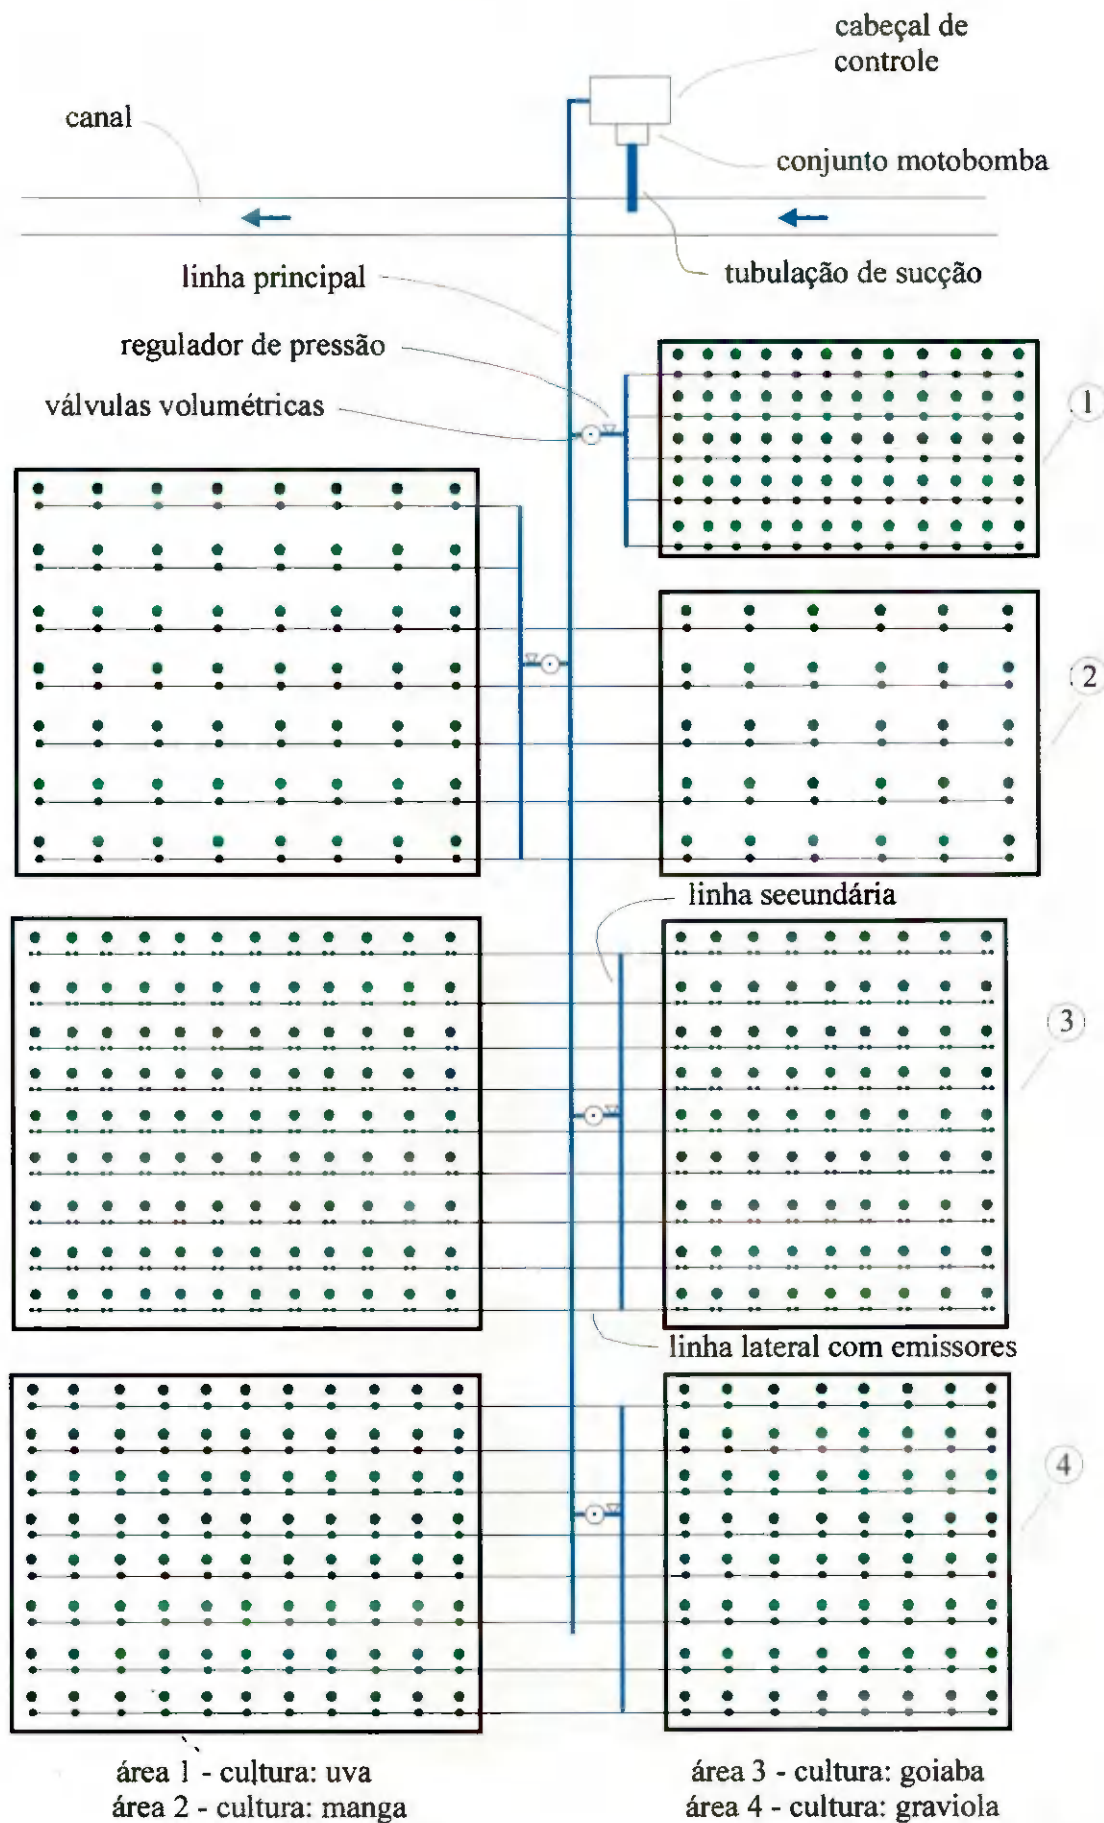 cabeçal de
controle
canal
conjunto motobomba
tubulação de sucção
linha principal
regulador de pressão
válvulas volumétricas
1
2
linha seeundária
3
linha lateral com emissores
4
área 1 - cultura: uva
área 2 - cultura: manga
área 3 - cultura: goiaba
área 4 - cultura: graviola